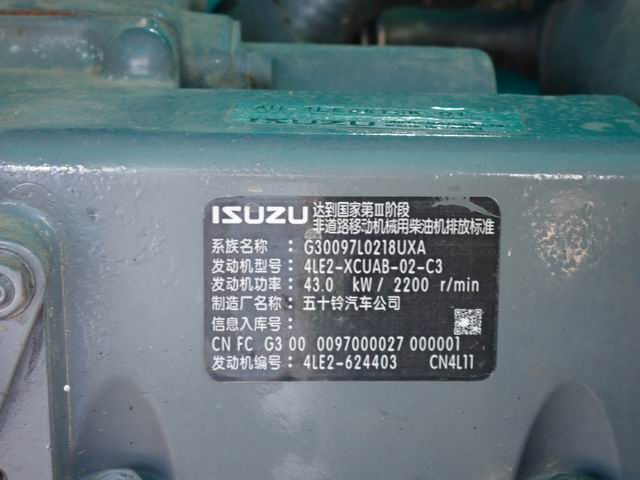 ISUZU
ISUZU 达到国家第Ⅲ阶段
非道路移动机械用柴油机排放标准
系族名称： G30097L0218UXA
发动机型号： 4LE2-XCUAB-02-C3
发动机功率： 43.0 kW / 2200 r/min
制造厂名称： 五十铃汽车公司
信息入库号：
CN FC G3 00 0097000027 000001
发动机编号： 4LE2-624403 CN4L11